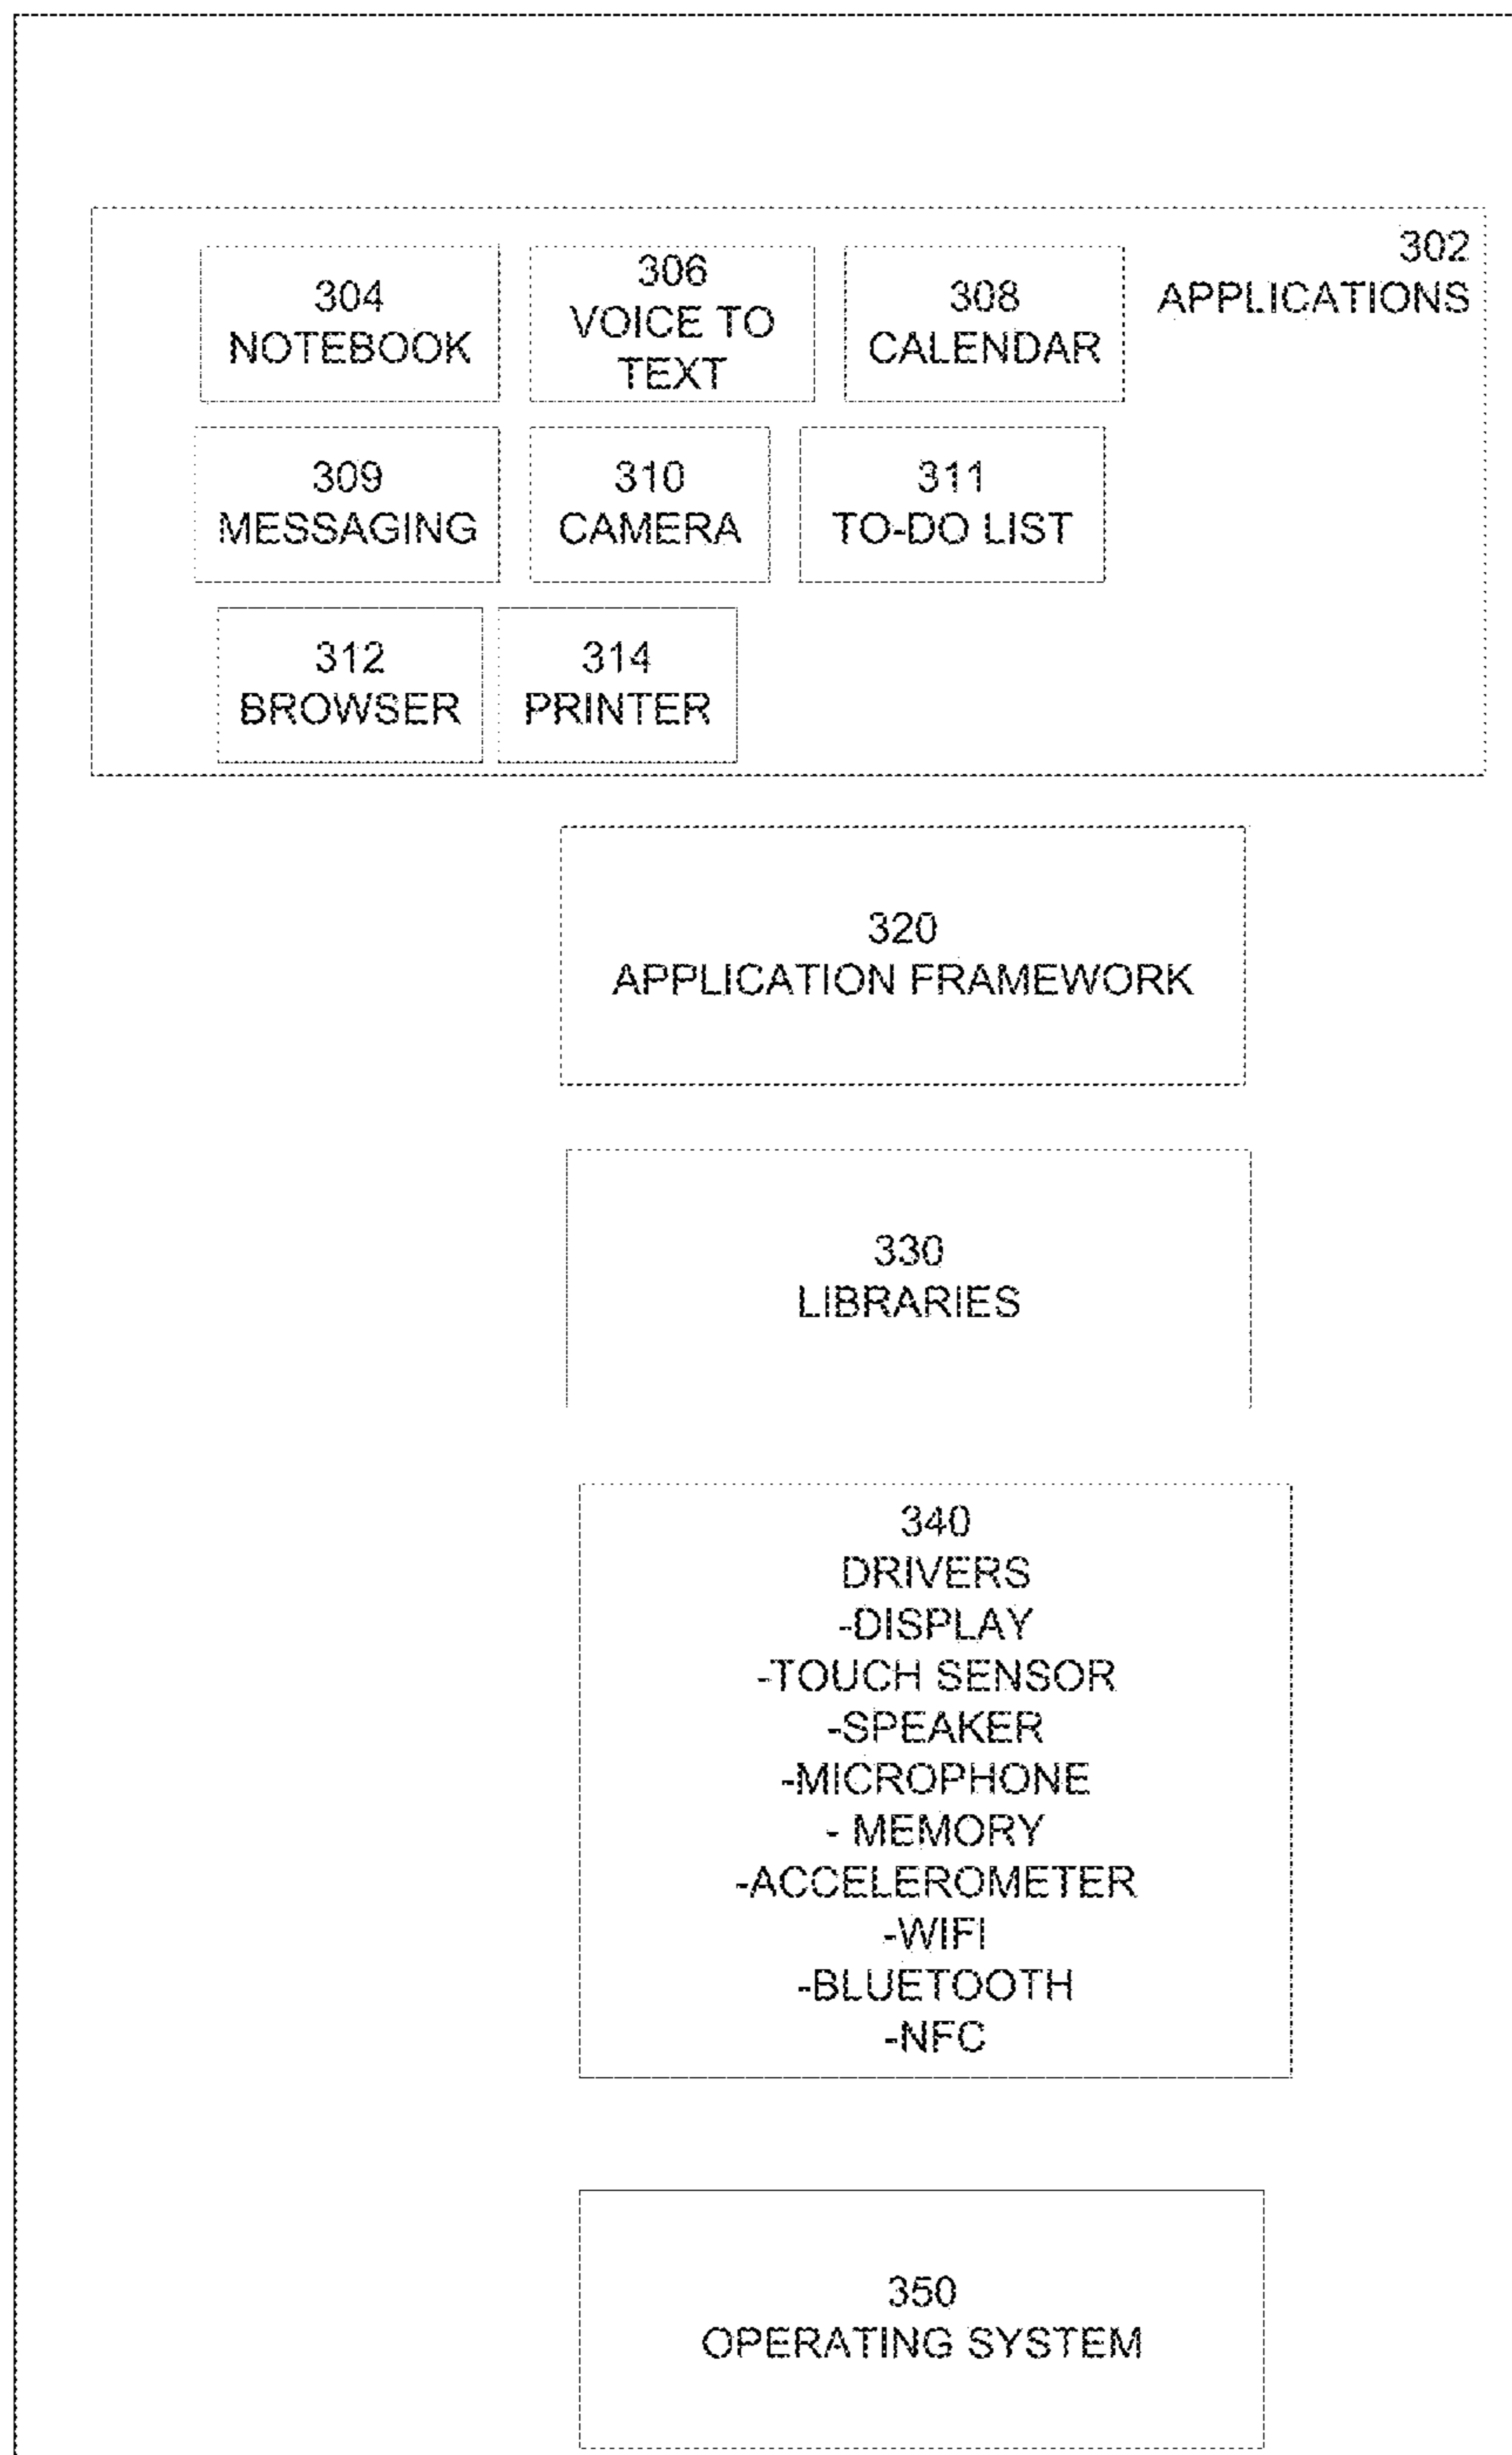 302
APPLICATIONS
304
NOTEBOOK
306
VOICE TO
TEXT
308
CALENDAR
309
MESSAGING
310
CAMERA
311
TO-DO LIST
312
BROWSER
314
PRINTER
320
APPLICATION FRAMEWORK
330
LIBRARIES
340
DRIVERS
-DISPLAY
-TOUCH SENSOR
-SPEAKER
-MICROPHONE
- MEMORY
-ACCELEROMETER
-WIFI
-BLUETOOTH
-NFC
350
OPERATING SYSTEM